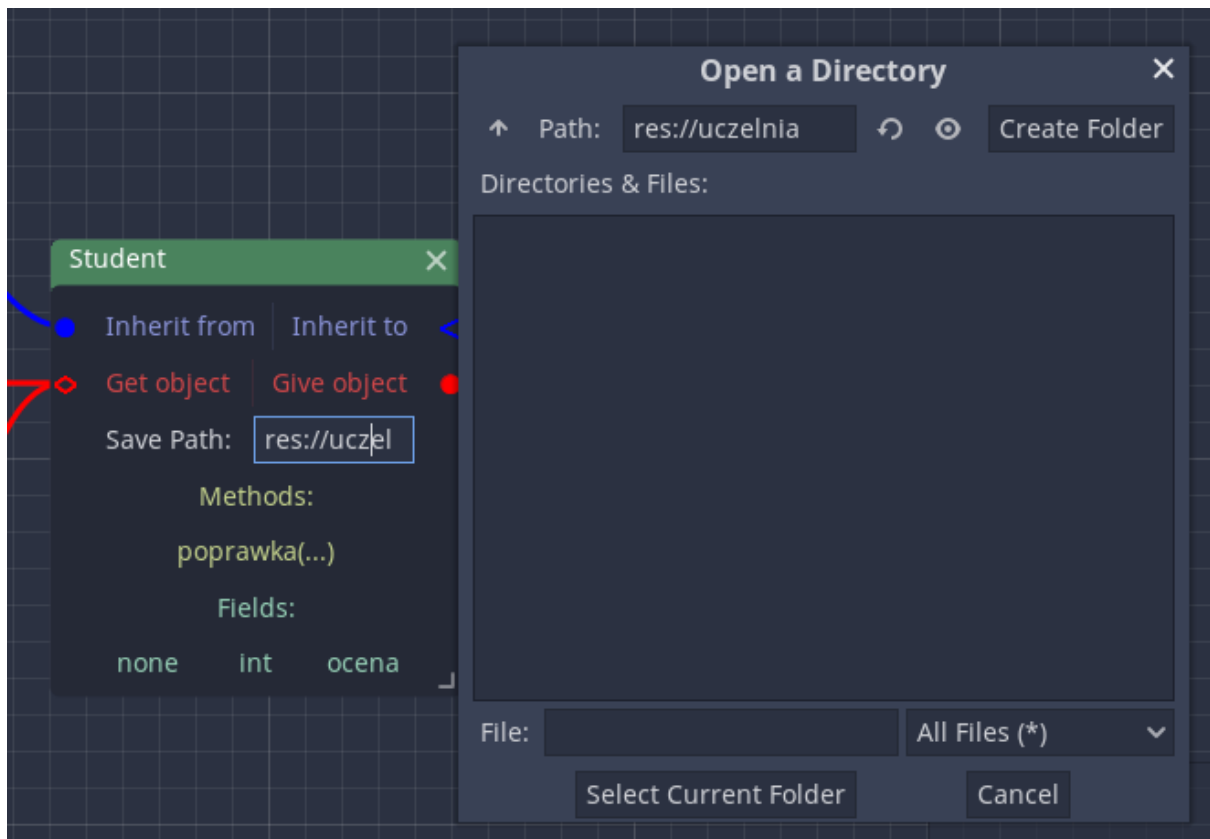 Open a Directory
Path: res://uczelnia Create Folder
Directories & Files:
Student
Inherit from Inherit to
Get object Give object
Save Path: res://uczel
Methods:
poprawka(...)
Fields:
none int ocena
File: All Files (*)
Select Current Folder Cancel